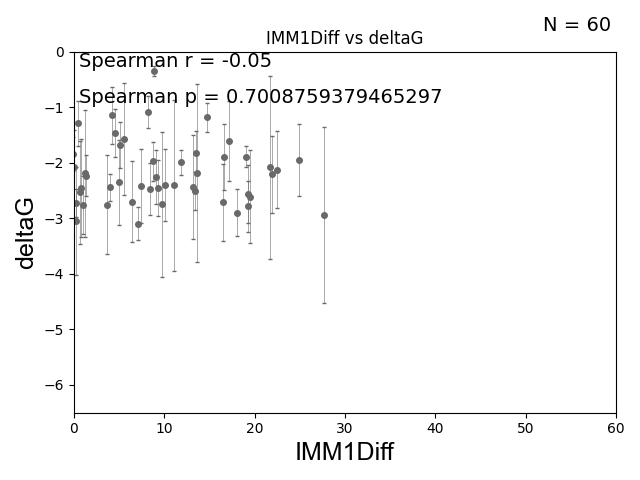 N = 60
IMM1Diff vs deltaG
Spearman r = -0.05
Spearman p = 0.7008759379465297
deltaG
0
−1
−2
−3
−4
−5
−6
0 10 20 30 40 50 60
IMM1Diff